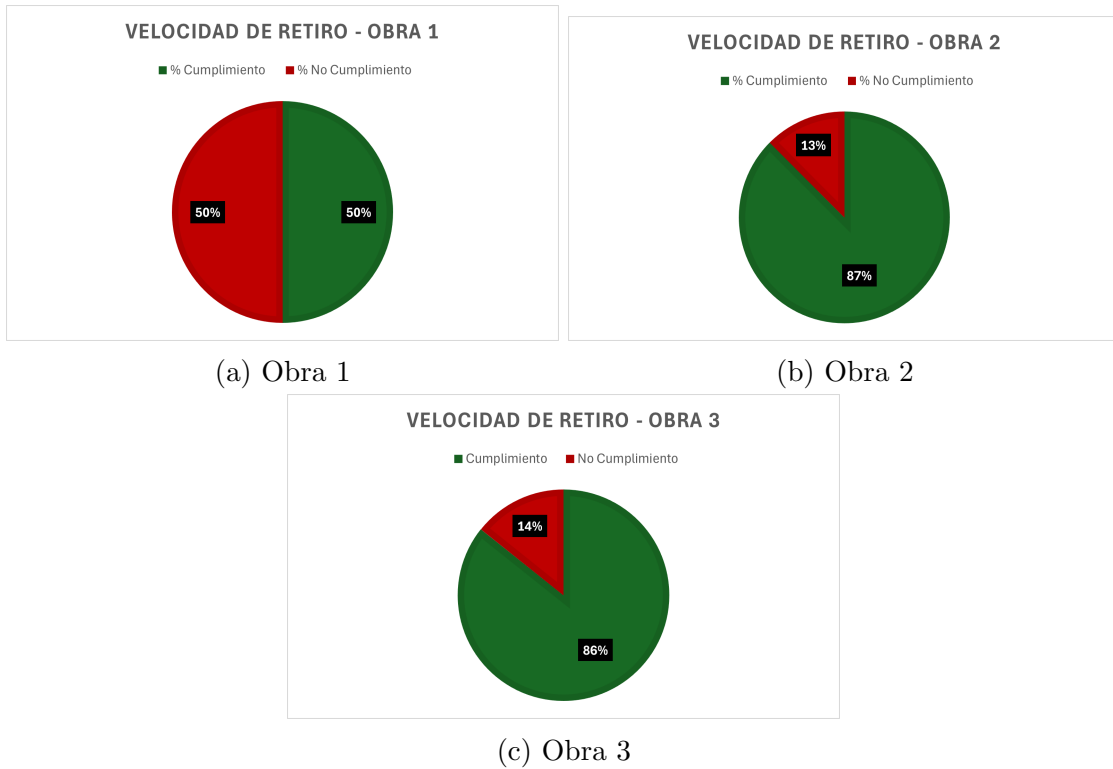 VELOCIDAD DE RETIRO - OBRA 1
% Cumplimiento % No Cumplimiento
50% 50%
(a) Obra 1
VELOCIDAD DE RETIRO - OBRA 2
% Cumplimiento % No Cumplimiento
13%
87%
(b) Obra 2
VELOCIDAD DE RETIRO - OBRA 3
Cumplimiento No Cumplimiento
14%
86%
(c) Obra 3